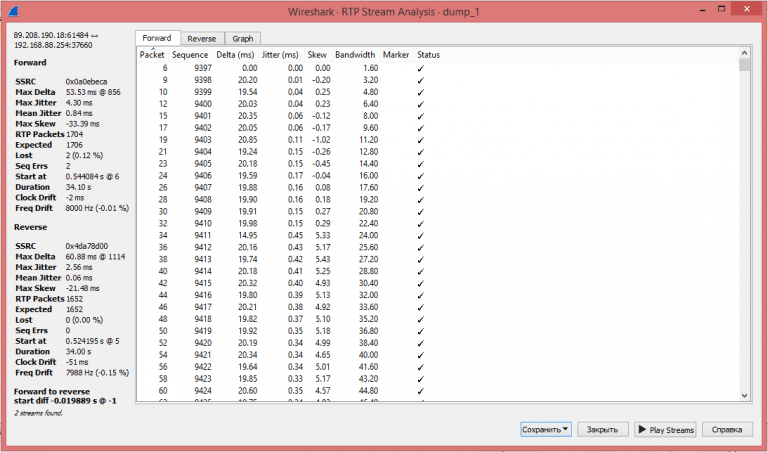 Wireshark · RTP Stream Analysis · dump_1
89.208.190.18:61484 ↔
192.168.88.254:37660
Forward
SSRC 0x0a0ebeca
Max Delta 53.53 ms @ 856
Max Jitter 4.30 ms
Mean Jitter 0.84 ms
Max Skew -33.39 ms
RTP Packets 1704
Expected 1706
Lost 2 (0.12 %)
Seq Errs 2
Start at 0.544084 s @ 6
Duration 34.10 s
Clock Drift -2 ms
Freq Drift 8000 Hz (-0.01 %)
Reverse
SSRC 0x4da78d00
Max Delta 60.88 ms @ 1114
Max Jitter 2.56 ms
Mean Jitter 0.06 ms
Max Skew -21.48 ms
RTP Packets 1652
Expected 1652
Lost 0 (0.00 %)
Seq Errs 0
Start at 0.524195 s @ 5
Duration 34.00 s
Clock Drift -51 ms
Freq Drift 7988 Hz (-0.15 %)
Forward to reverse
start diff -0.019889 s @ -1
2 streams found.
Forward Reverse Graph
Packet Sequence Delta (ms) Jitter (ms) Skew Bandwidth Marker Status
6 9397 0.00 0.00 0.00 1.60 ✓
9 9398 20.20 0.01 -0.20 3.20 ✓
10 9399 19.54 0.04 0.25 4.80 ✓
12 9400 20.03 0.04 0.23 6.40 ✓
15 9401 20.35 0.06 -0.12 8.00 ✓
17 9402 20.05 0.06 -0.17 9.60 ✓
19 9403 20.85 0.11 -1.02 11.20 ✓
21 9404 19.24 0.15 -0.26 12.80 ✓
23 9405 20.18 0.15 -0.45 14.40 ✓
24 9406 19.59 0.17 -0.04 16.00 ✓
26 9407 19.88 0.16 0.08 17.60 ✓
28 9408 19.90 0.16 0.18 19.20 ✓
30 9409 19.91 0.15 0.27 20.80 ✓
32 9410 19.98 0.15 0.29 22.40 ✓
34 9411 14.95 0.45 5.33 24.00 ✓
36 9412 20.16 0.43 5.17 25.60 ✓
38 9413 19.74 0.42 5.43 27.20 ✓
40 9414 20.18 0.41 5.25 28.80 ✓
42 9415 20.32 0.40 4.93 30.40 ✓
44 9416 19.80 0.39 5.13 32.00 ✓
46 9417 20.21 0.38 4.92 33.60 ✓
48 9418 19.82 0.37 5.10 35.20 ✓
50 9419 19.92 0.35 5.18 36.80 ✓
52 9420 20.19 0.34 4.99 38.40 ✓
54 9421 20.34 0.34 4.65 40.00 ✓
56 9422 19.64 0.34 5.01 41.60 ✓
58 9423 19.85 0.33 5.17 43.20 ✓
60 9424 20.60 0.35 4.57 44.80 ✓
Сохранить Закрыть Play Streams Справка